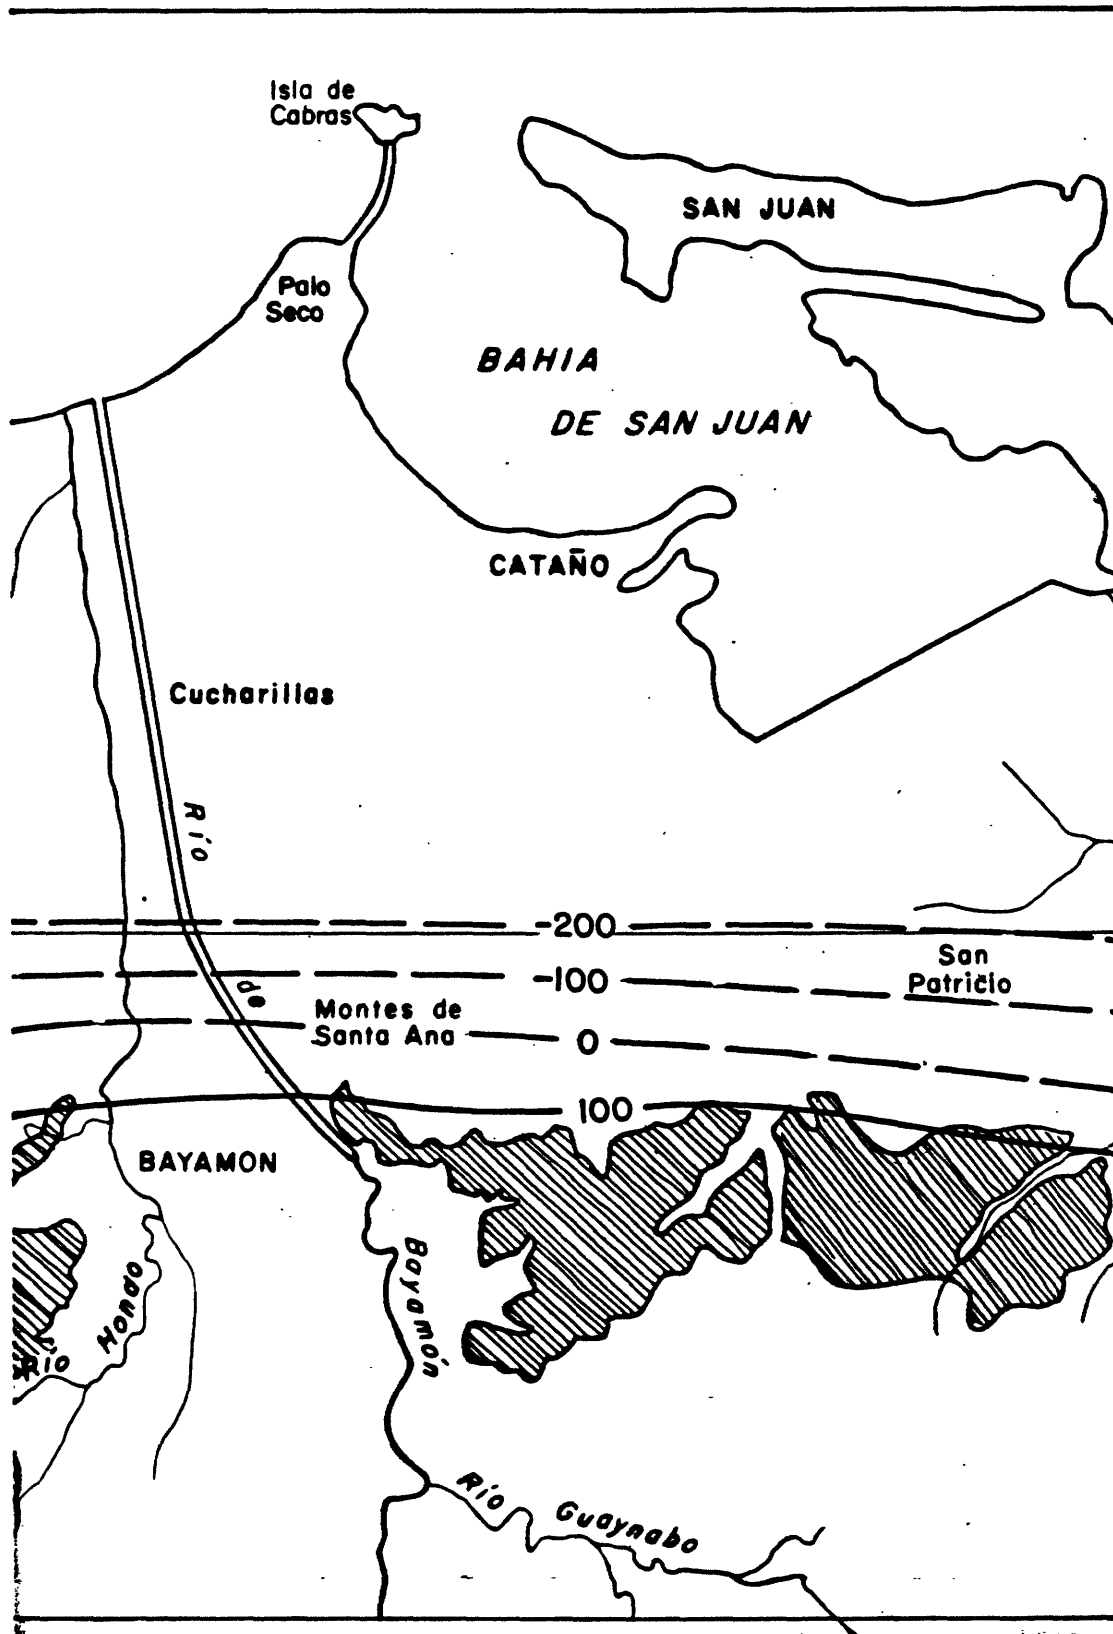 Isla de
Cabras
SAN JUAN
Palo
Seco
BAHIA
DE SAN JUAN
CATAÑO
Cucharillas
Río
-200
San
Patricio
-100
de
Montes de
Santa Ana
0
100
BAYAMON
Bayamón
Hondo
Río
Río
Guaynabo